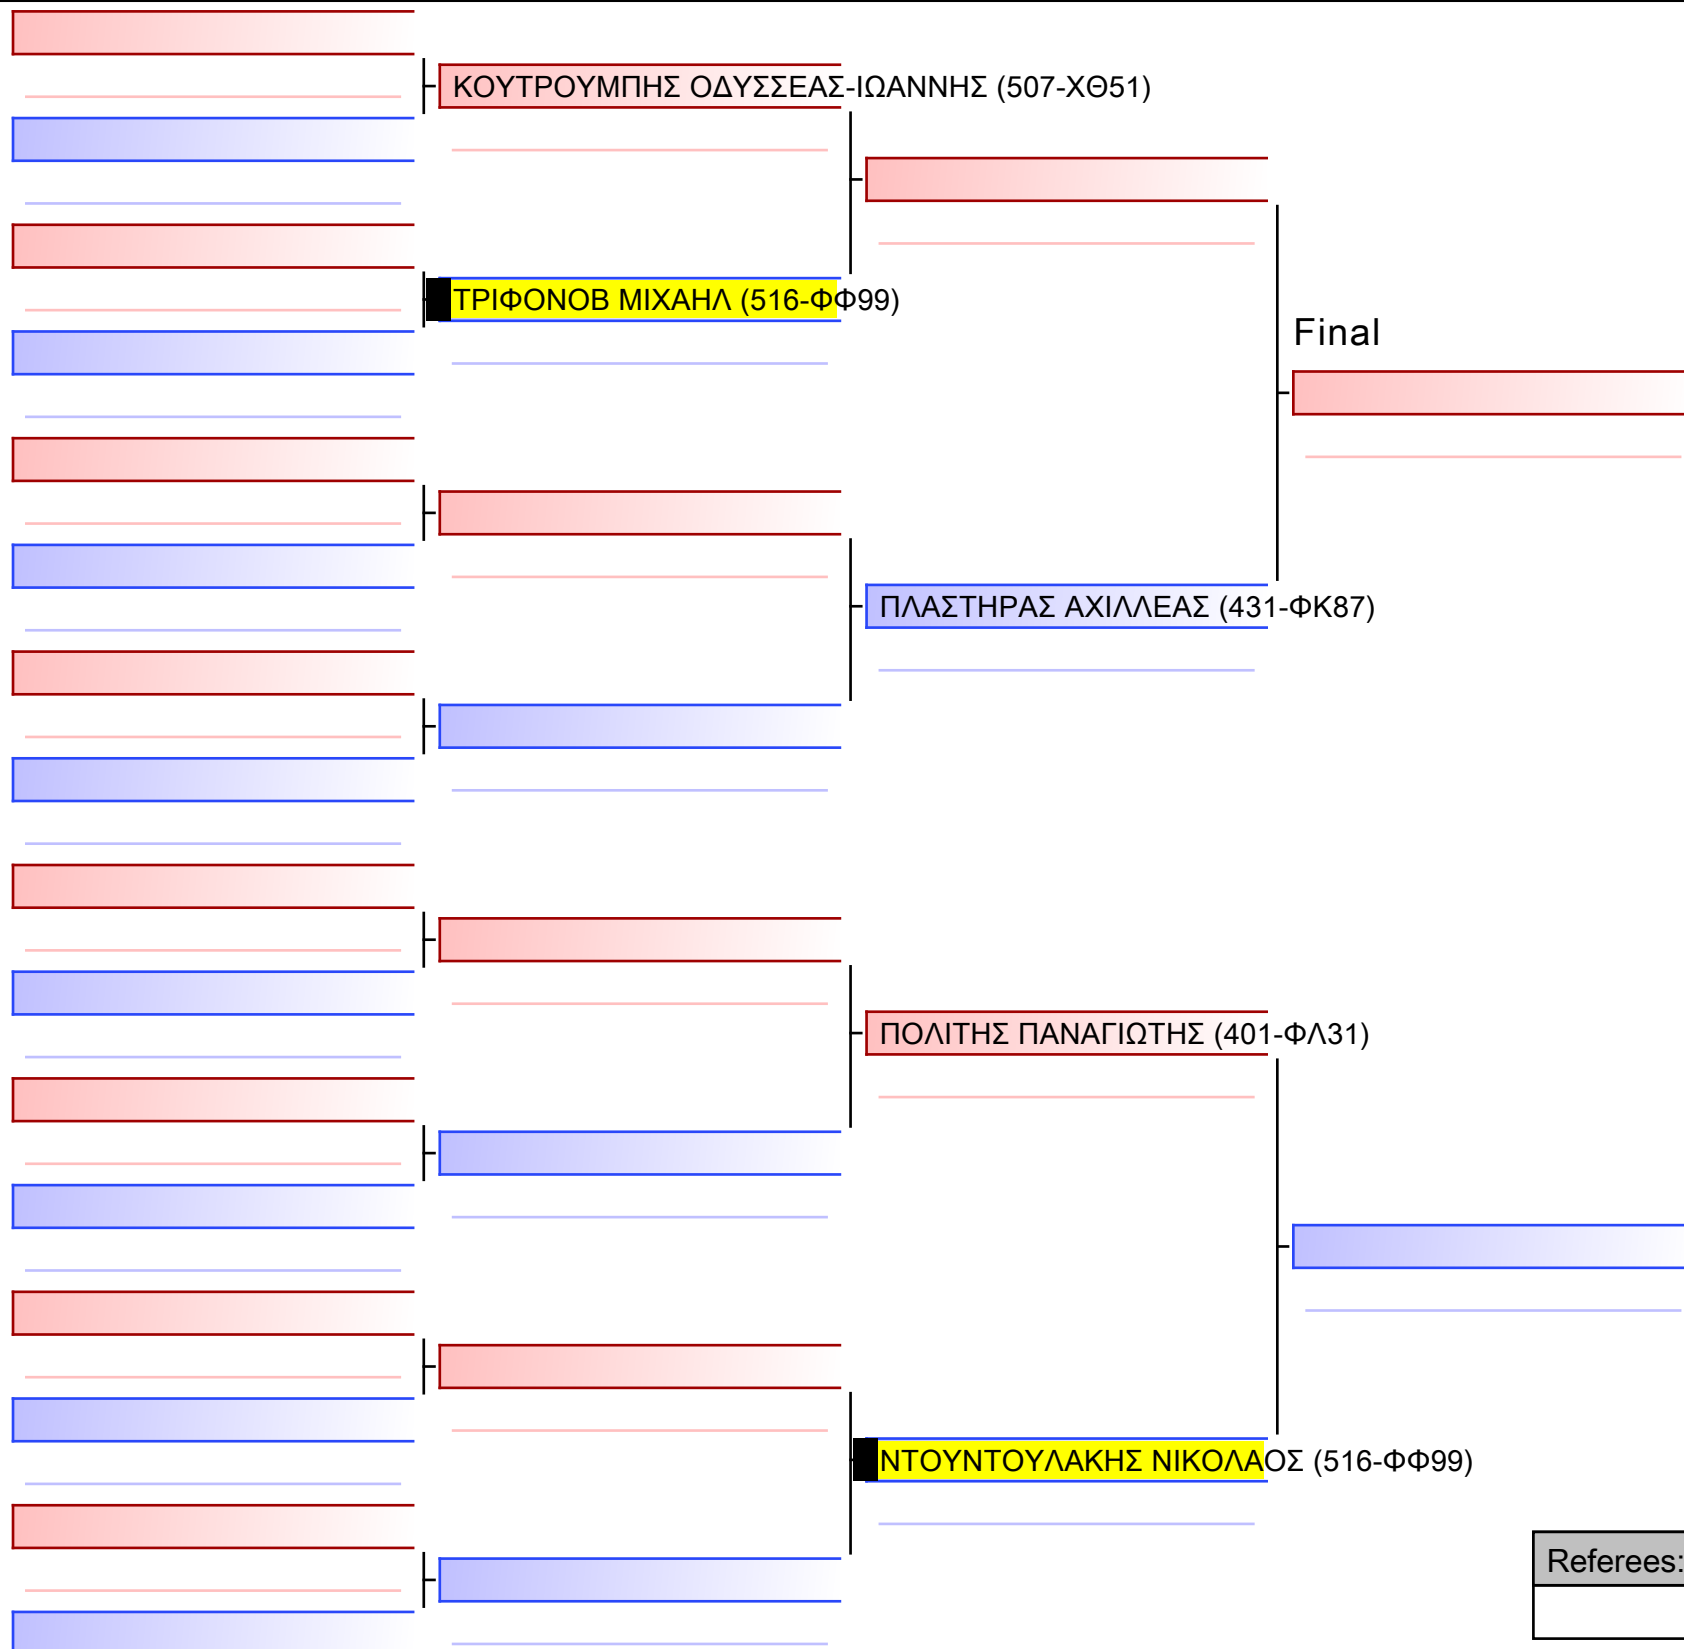 ΚΟΥΤΡΟΥΜΠΗΣ ΟΔΥΣΣΕΑΣ-ΙΩΑΝΝΗΣ (507-ΧΘ51)
ΤΡΙΦΟΝΟΒ ΜΙΧΑΗΛ (516-ΦΦ99)
Final
ΠΛΑΣΤΗΡΑΣ ΑΧΙΛΛΕΑΣ (431-ΦΚ87)
ΠΟΛΙΤΗΣ ΠΑΝΑΓΙΩΤΗΣ (401-ΦΛ31)
ΝΤΟΥΝΤΟΥΛΑΚΗΣ ΝΙΚΟΛΑΟΣ (516-ΦΦ99)
Referees: